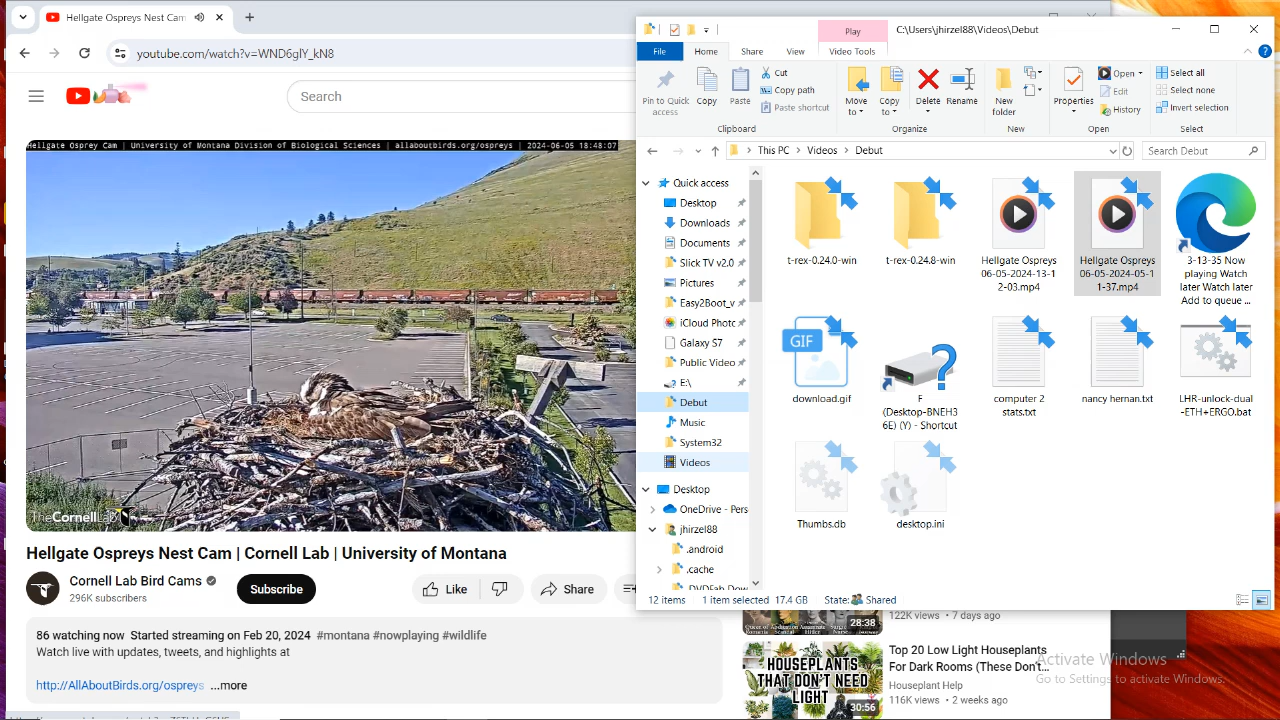 Hellgate Ospreys Nest Cam
youtube.com/watch?v=WND6gIY_kN8
Search
Hellgate Osprey Cam | University of Montana Division of Biological Sciences | allaboutbirds.org/ospreys | 2024-06-05 18:48:07
TheCornellLab
Hellgate Ospreys Nest Cam | Cornell Lab | University of Montana
Cornell Lab Bird Cams
296K subscribers
Subscribe
Like
Share
86 watching now Started streaming on Feb 20, 2024 #montana #nowplaying #wildlife
Watch live with updates, tweets, and highlights at
http://AllAboutBirds.org/ospreys ...more
Play
C:\Users\jhirzel88\Videos\Debut
File
Home
Share
View
Video Tools
Pin to Quick
access
Copy
Paste
Cut
Copy path
Paste shortcut
Clipboard
Move
to
Copy
to
Delete
Rename
Organize
New
folder
New
Properties
Open
Edit
History
Open
Select all
Select none
Invert selection
Select
This PC
Videos
Debut
Search Debut
Quick access
Desktop
Downloads
Documents
Slick TV v2.0
Pictures
Easy2Boot_v
iCloud Photo
Galaxy S7
Public Video
E:\
Debut
Music
System32
Videos
Desktop
OneDrive - Pers
jhirzel88
.android
.cache
DVDFab Dow
t-rex-0.24.0-win
t-rex-0.24.8-win
Hellgate Ospreys
06-05-2024-13-1
2-03.mp4
Hellgate Ospreys
06-05-2024-05-1
1-37.mp4
3-13-35 Now
playing Watch
later Watch later
Add to queue ...
GIF
download.gif
F
(Desktop-BNEH3
6E) (Y) - Shortcut
computer 2
stats.txt
nancy herman.txt
LHR-unlock-dual
-ETH+ERGO.bat
Thumbs.db
desktop.ini
12 items
1 item selected 17.4 GB
State: Shared
28:38
122K views • 7 days ago
HOUSEPLANTS
THAT DON'T NEED
LIGHT
30:56
Top 20 Low Light Houseplants
For Dark Rooms (These Don't...
Houseplant Help
116K views • 2 weeks ago
Activate Windows
Go to Settings to activate Windows.